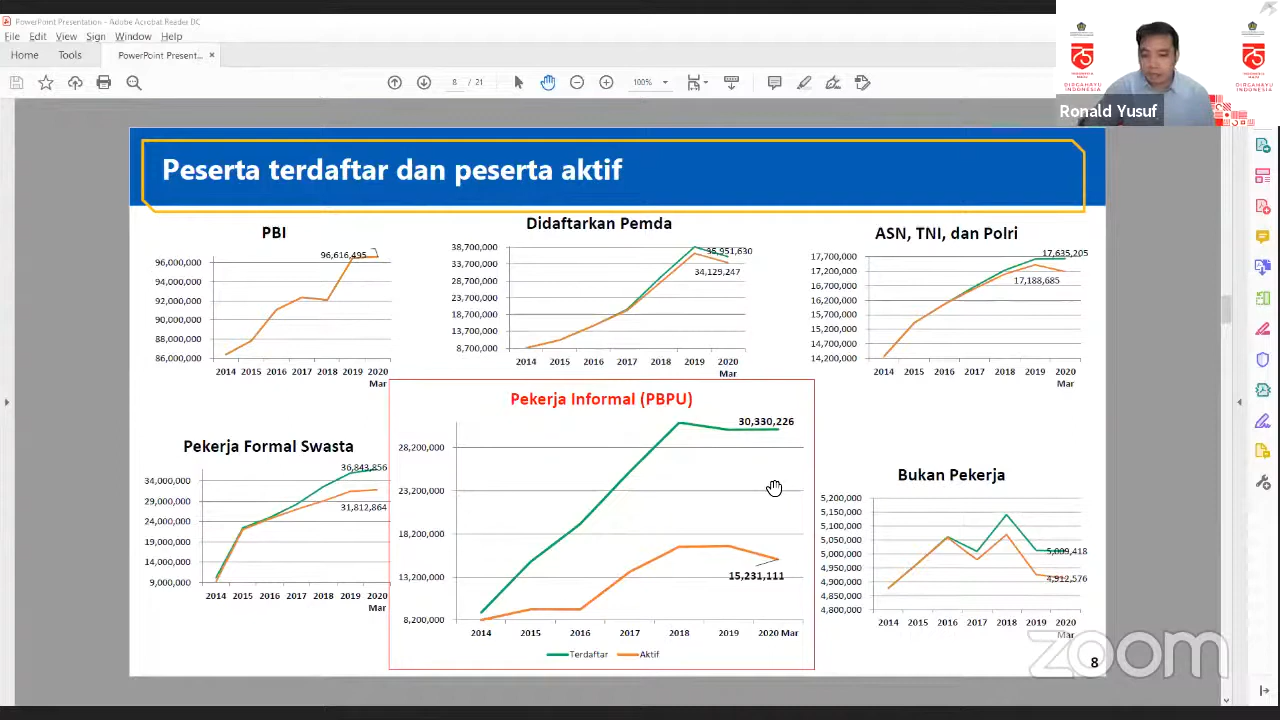 PowerPoint Presentation - Adobe Acrobat Reader DC
File Edit View Sign Window Help
Home Tools PowerPoint Present... ×
/ 21 100%
75 75
DIRGAHAYU INDONESIA DIRGAHAYU INDONESIA
Ronald Yusuf
Peserta terdaftar dan peserta aktif
PBI
96,616,495
96,000,000
94,000,000
92,000,000
90,000,000
88,000,000
86,000,000
2014 2015 2016 2017 2018 2019 2020
Mar
Didaftarkan Pemda
38,700,000
33,700,000
28,700,000
23,700,000
18,700,000
13,700,000
8,700,000
35,951,630
34,129,247
2014 2015 2016 2017 2018 2019 2020
Mar
ASN, TNI, dan Polri
17,700,000
17,200,000
16,700,000
16,200,000
15,700,000
15,200,000
14,700,000
14,200,000
17,635,205
17,188,685
2014 2015 2016 2017 2018 2019 2020
Mar
Pekerja Formal Swasta
34,000,000
29,000,000
24,000,000
19,000,000
14,000,000
9,000,000
36,843,856
31,812,864
2014 2015 2016 2017 2018 2019 2020
Mar
Pekerja Informal (PBPU)
30,330,226
28,200,000
23,200,000
18,200,000
13,200,000
8,200,000
15,231,111
2014 2015 2016 2017 2018 2019 2020 Mar
Terdaftar Aktif
Bukan Pekerja
5,200,000
5,150,000
5,100,000
5,050,000
5,000,000
4,950,000
4,900,000
4,850,000
4,800,000
5,009,418
4,912,576
2014 2015 2016 2017 2018 2019 2020
Mar
zoom
8